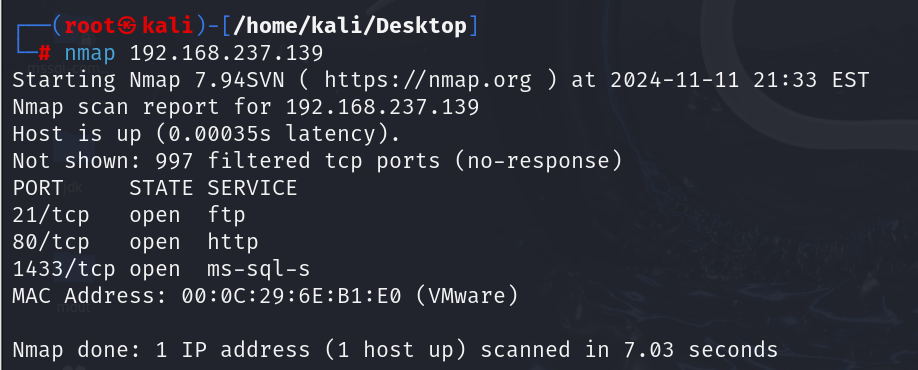 ┌──(root㉿kali)-[/home/kali/Desktop]
└─# nmap 192.168.237.139
Starting Nmap 7.94SVN ( https://nmap.org ) at 2024-11-11 21:33 EST
Nmap scan report for 192.168.237.139
Host is up (0.00035s latency).
Not shown: 997 filtered tcp ports (no-response)
PORT     STATE SERVICE
21/tcp   open  ftp
80/tcp   open  http
1433/tcp open  ms-sql-s
MAC Address: 00:0C:29:6E:B1:E0 (VMware)

Nmap done: 1 IP address (1 host up) scanned in 7.03 seconds